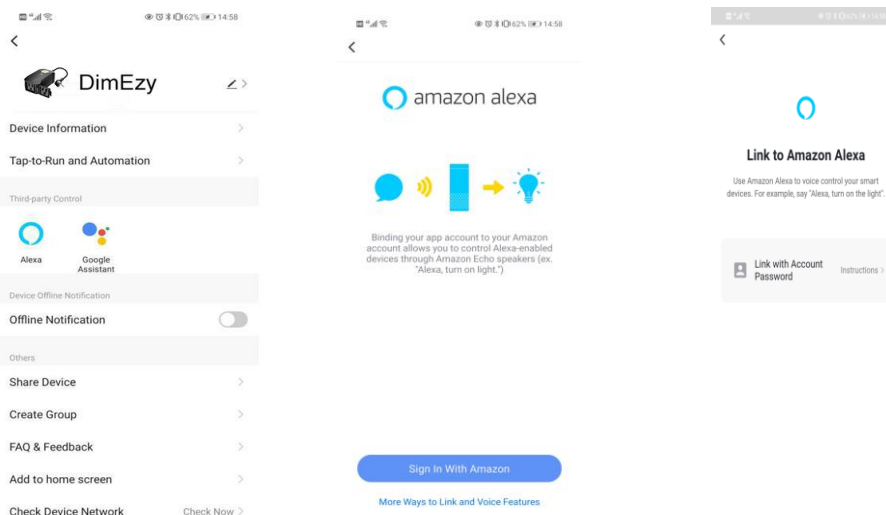 62% 14:58
DimEzy
Device Information
Tap-to-Run and Automation
Third-party Control
Alexa
Google
Assistant
Device Offline Notification
Offline Notification
Others
Share Device
Create Group
FAQ & Feedback
Add to home screen
Check Device Network Check Now
62% 14:58
amazon alexa
Binding your app account to your Amazon
account allows you to control Alexa-enabled
devices through Amazon Echo speakers (ex.
"Alexa, turn on light.")
Sign In With Amazon
More Ways to Link and Voice Features
Link to Amazon Alexa
Use Amazon Alexa to voice control your smart
devices. For example, say "Alexa, turn on the light".
Link with Account
Password
Instructions